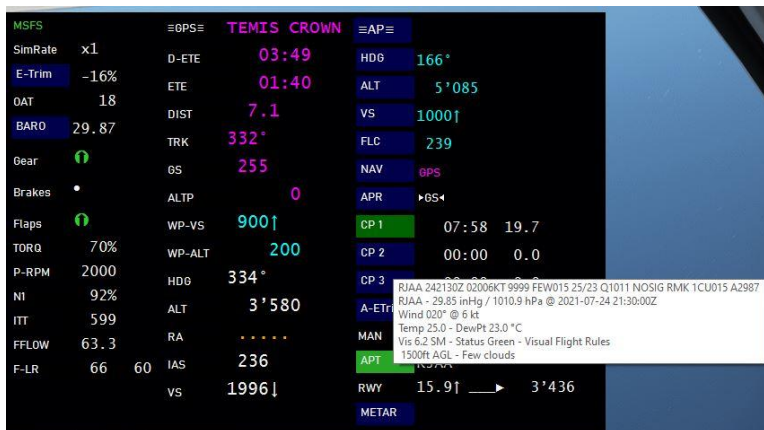 MSFS ≡GPS≡ TEMIS CROWN ≡AP≡
SimRate x1 D-ETE 03:49 HDG 166°
E-Trim -16% ETE 01:40 ALT 5'085
OAT 18 DIST 7.1 VS 1000↑
BARO 29.87 TRK 332° FLC 239
Gear GS 255 NAV GPS
Brakes ALTP 0 APR ▸GS◂
Flaps WP-VS 900↑ CP 1 07:58 19.7
TORQ 70% WP-ALT 200 CP 2 00:00 0.0
P-RPM 2000 HDG 334° CP 3
N1 92% ALT 3'580 A-ETri
ITT 599 RA ..... MAN
FFLOW 63.3 IAS 236 APT
F-LR 66 60 VS 1996↓ RWY 15.9↑ ___▸ 3'436
METAR
RJAA 242130Z 02006KT 9999 FEW015 25/23 Q1011 NOSIG RMK 1CU015 A2987
RJAA - 29.85 inHg / 1010.9 hPa @ 2021-07-24 21:30:00Z
Wind 020° @ 6 kt
Temp 25.0 - DewPt 23.0 °C
Vis 6.2 SM - Status Green - Visual Flight Rules
1500ft AGL - Few clouds